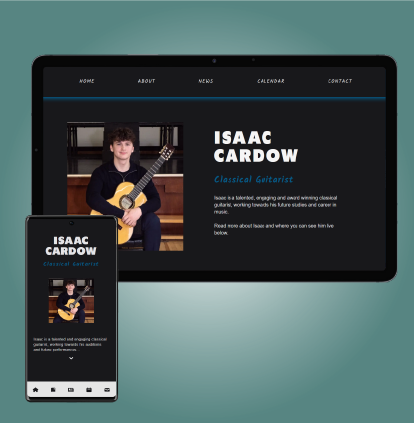 HOME ABOUT NEWS CALENDAR CONTACT
ISAAC
CARDOW
Classical Guitarist
Isaac is a talented, engaging and award winning classical
guitarist, working towards his future studies and career in
music.
Read more about Isaac and where you can see him live
below.
ISAAC
CARDOW
Classical Guitarist
Isaac is a talented, engaging classical
guitarist, working towards his auditions
and future performances.